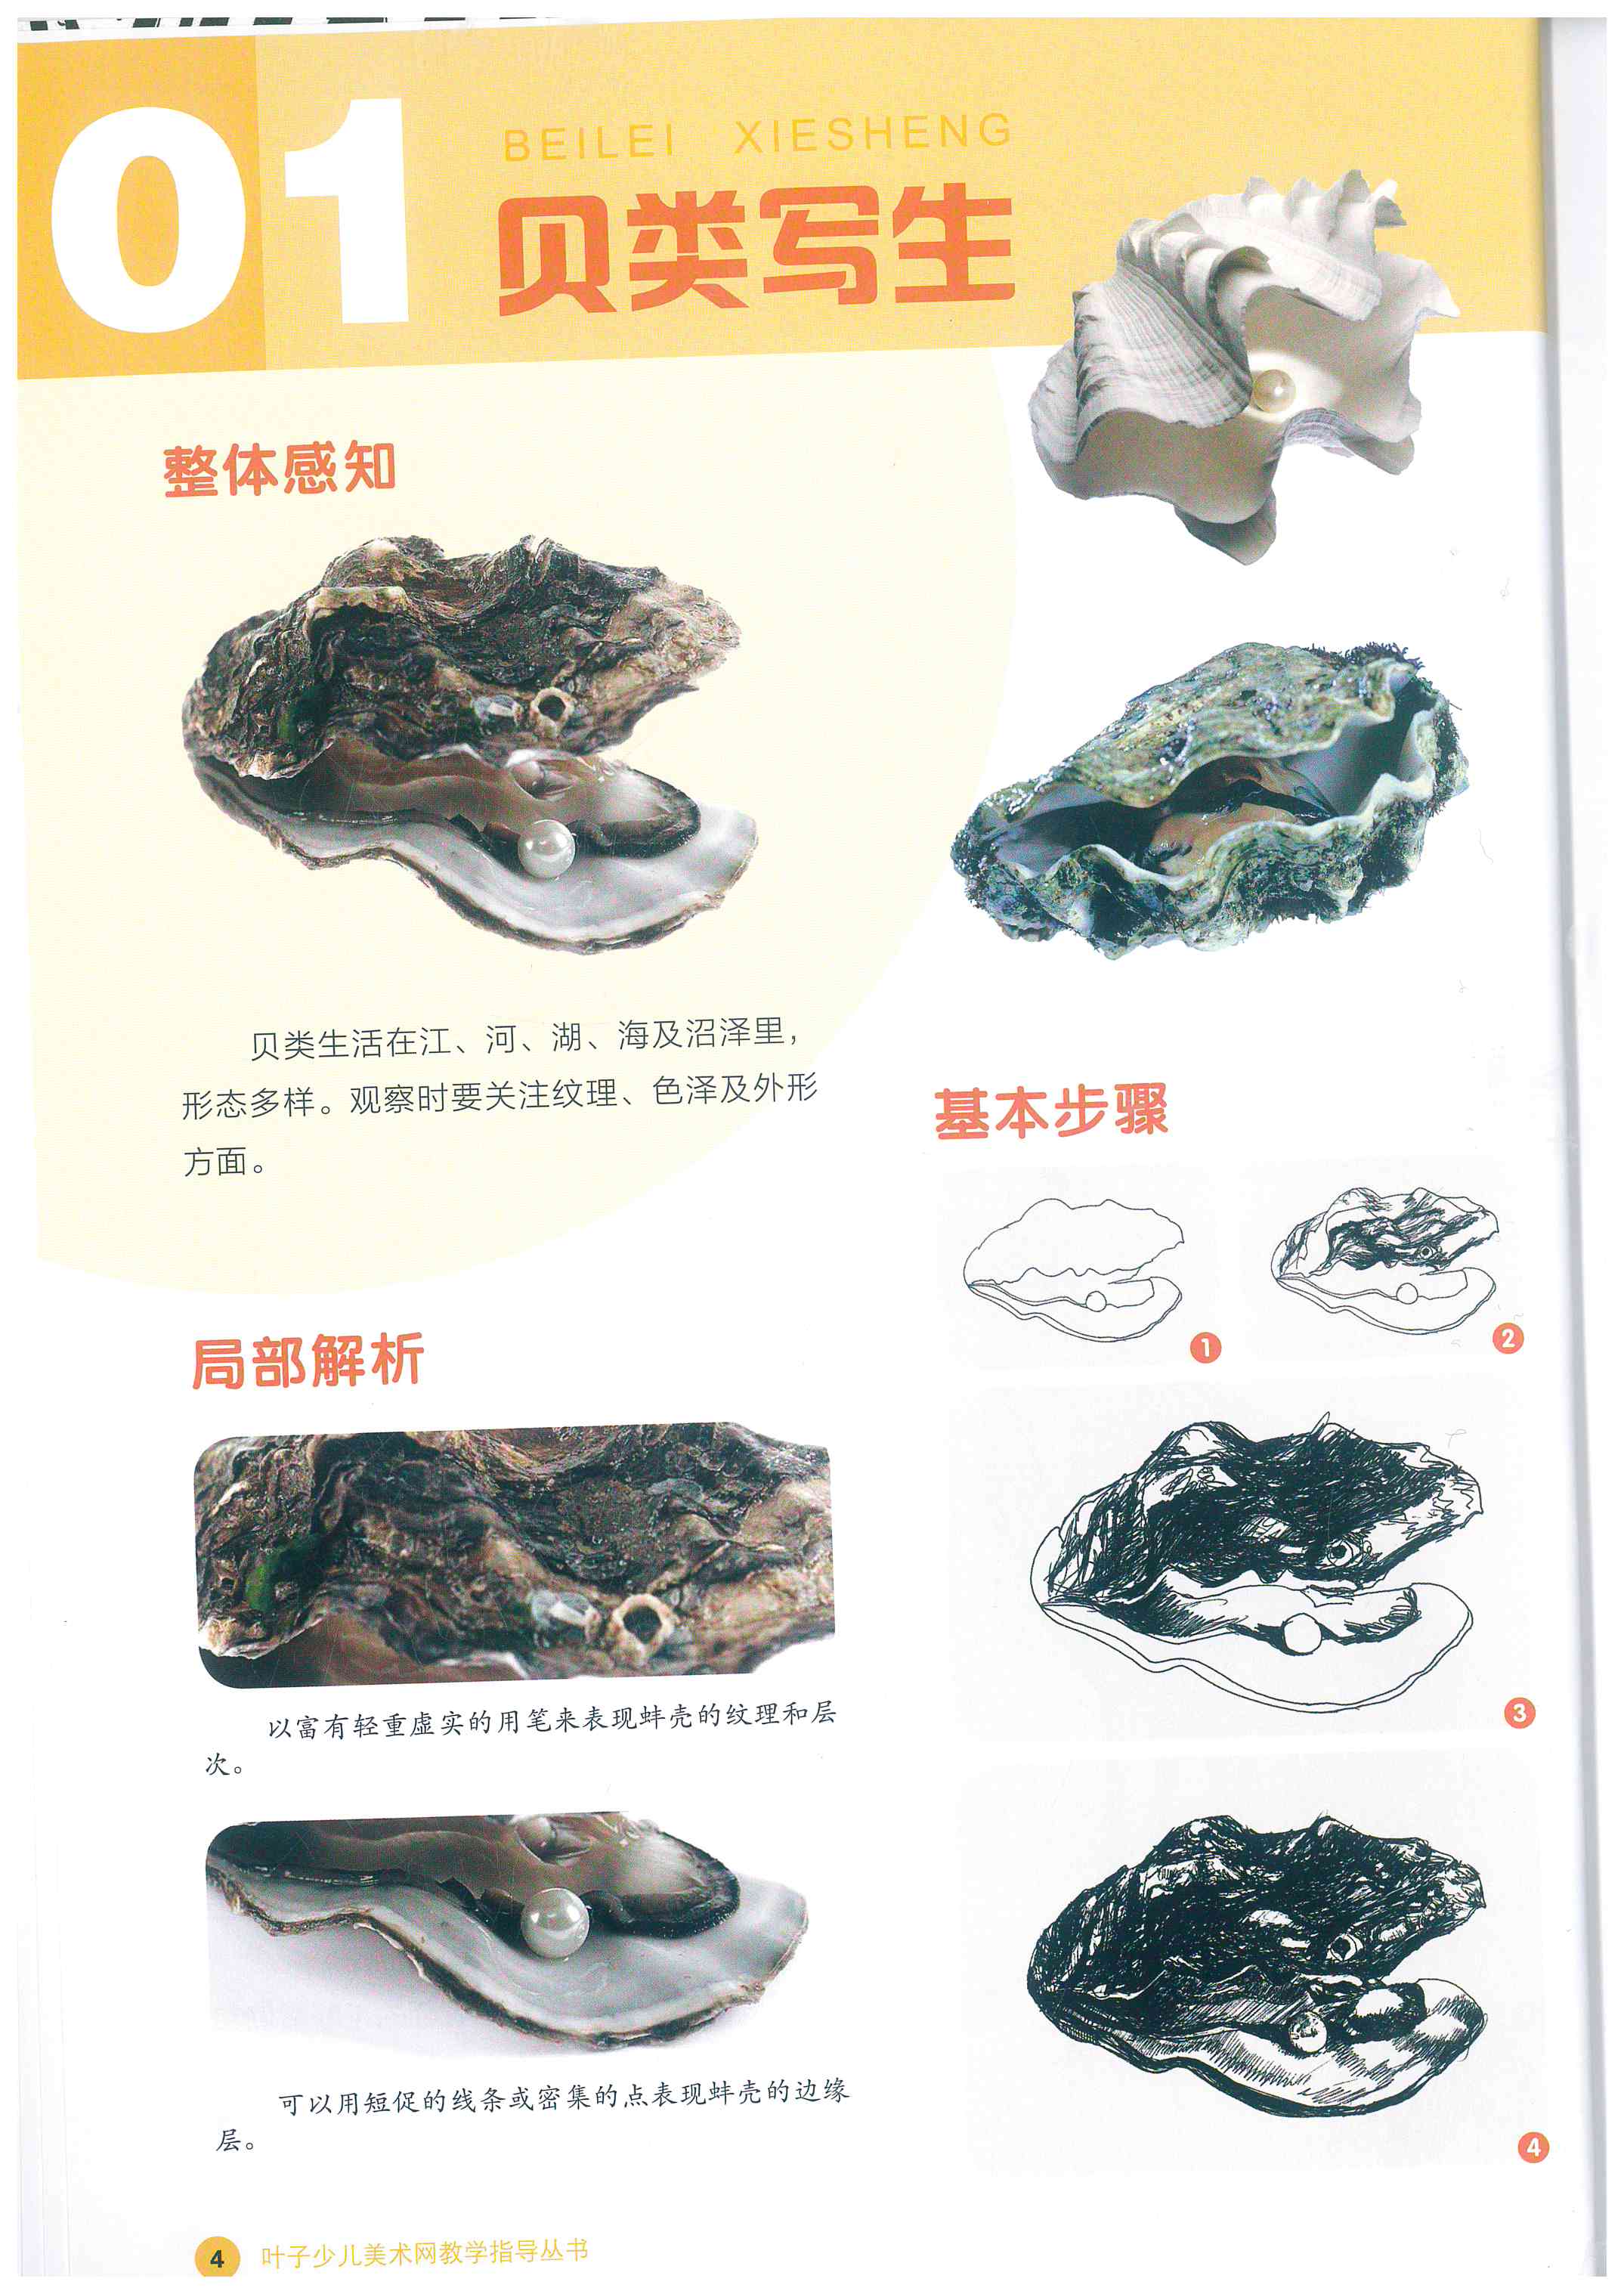 01
BEILEI XIESHENG
贝类写生
整体感知
贝类生活在江、河、湖、海及沼泽里，
形态多样。观察时要关注纹理、色泽及外形
方面。
局部解析
以富有轻重虚实的用笔来表现蚌壳的纹理和层
次。
可以用短促的线条或密集的点表现蚌壳的边缘
层。
基本步骤
1
2
3
4
4 叶子少儿美术网教学指导丛书